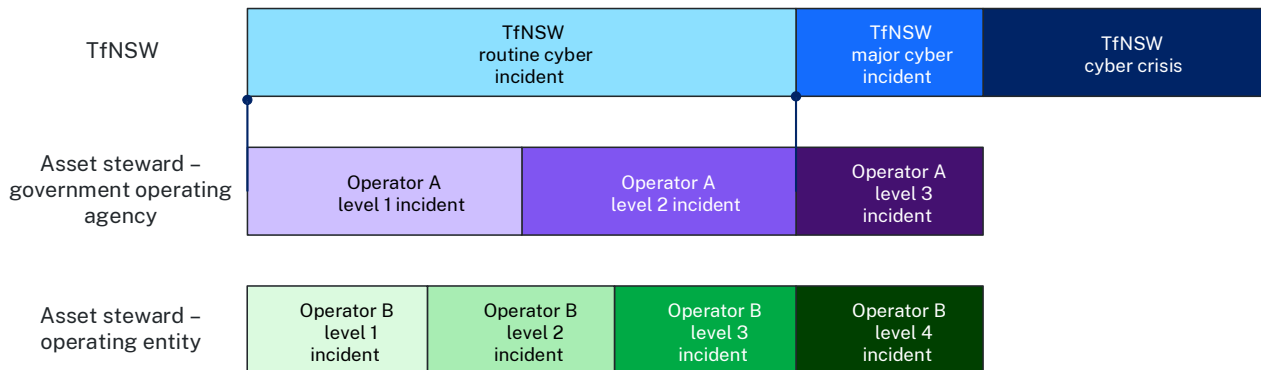 TfNSW
TfNSW
routine cyber
incident
TfNSW
major cyber
incident
TfNSW
cyber crisis
Asset steward –
government operating
agency
Operator A
level 1 incident
Operator A
level 2 incident
Operator A
level 3
incident
Asset steward –
operating entity
Operator B
level 1
incident
Operator B
level 2
incident
Operator B
level 3
incident
Operator B
level 4
incident